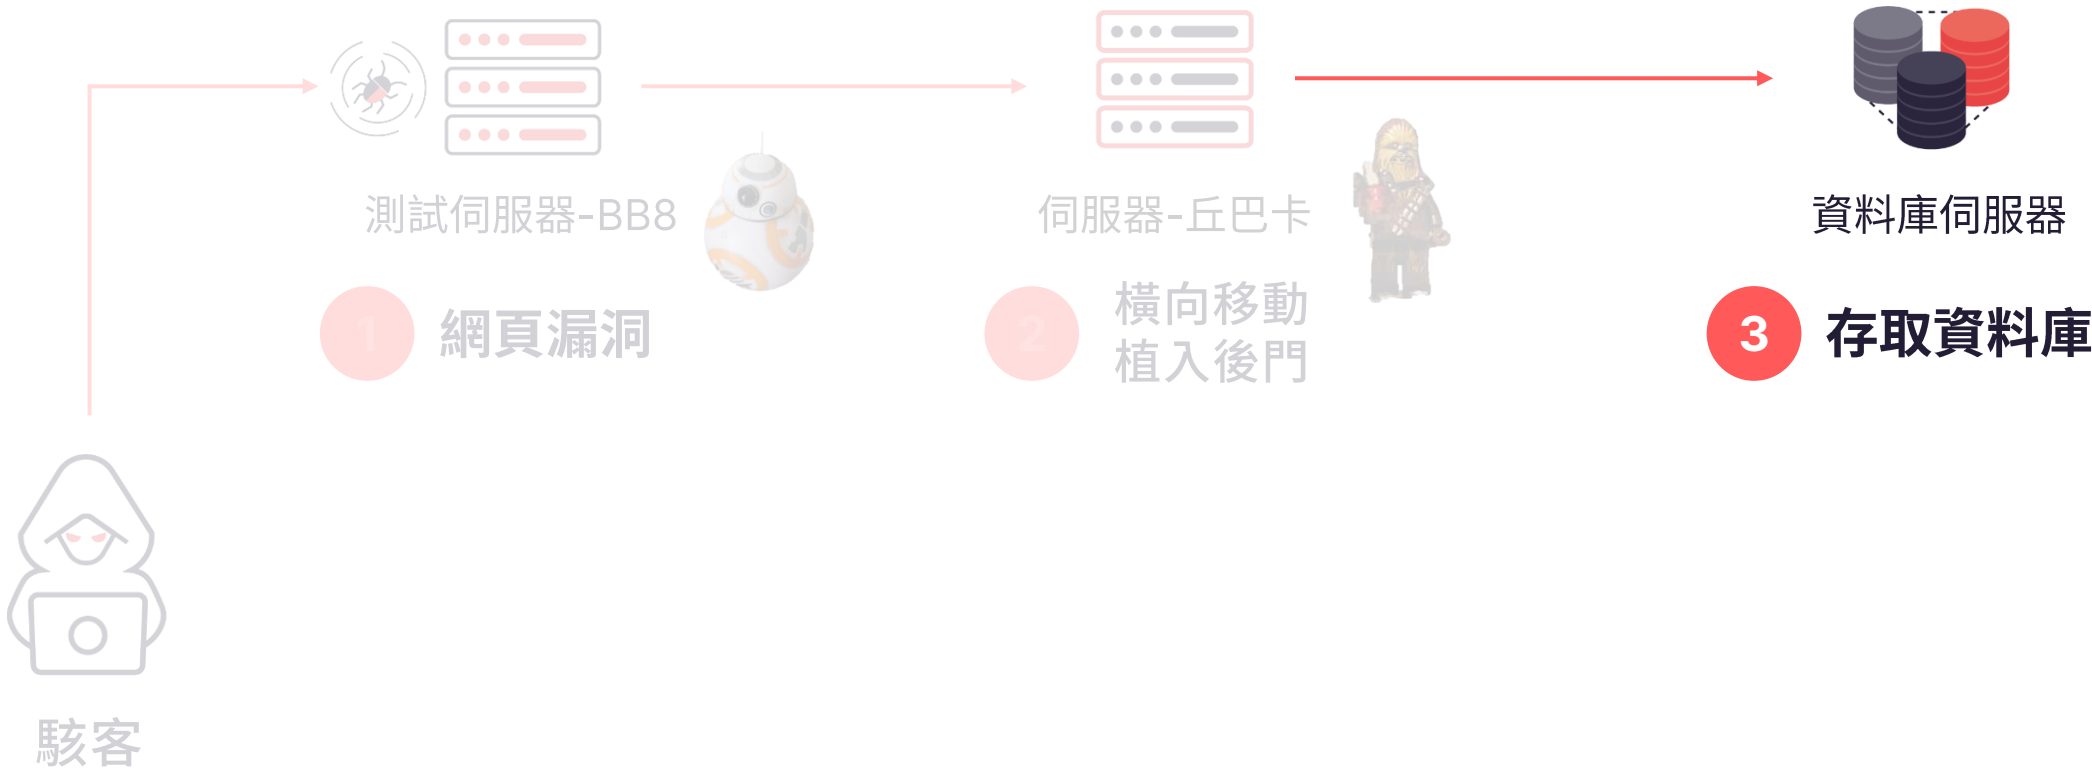 測試伺服器-BB8
伺服器-丘巴卡
資料庫伺服器
1 網頁漏洞
2 橫向移動
植入後門
3 存取資料庫
駭客